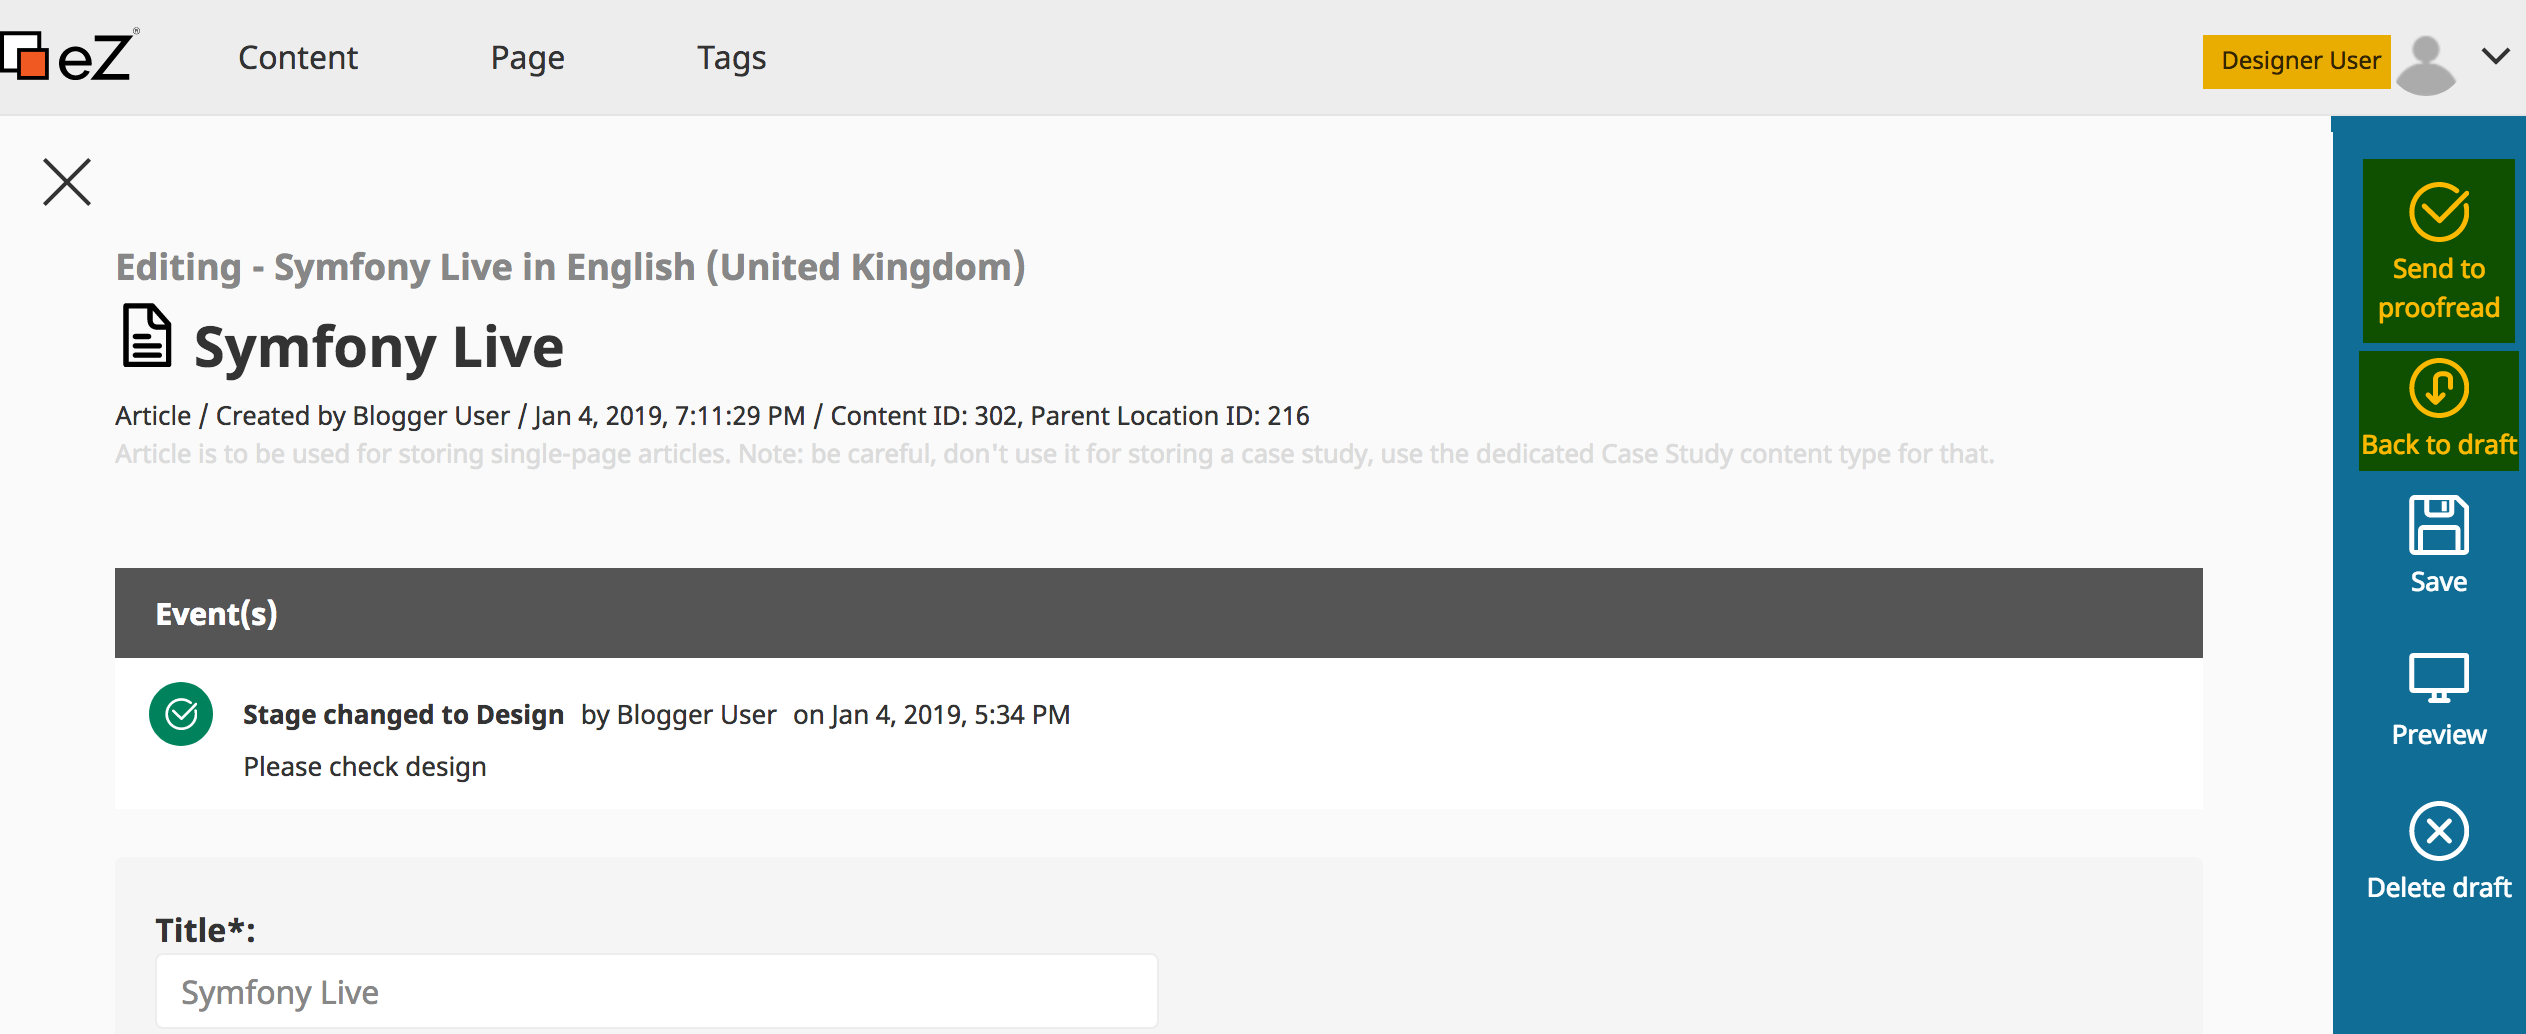 eZ®
Content Page Tags
Designer User
Editing - Symfony Live in English (United Kingdom)
Symfony Live
Article / Created by Blogger User / Jan 4, 2019, 7:11:29 PM / Content ID: 302, Parent Location ID: 216
Article is to be used for storing single-page articles. Note: be careful, don't use it for storing a case study, use the dedicated Case Study content type for that.
Event(s)
Stage changed to Design by Blogger User on Jan 4, 2019, 5:34 PM
Please check design
Title*:
Symfony Live
Send to
proofread
Back to draft
Save
Preview
Delete draft